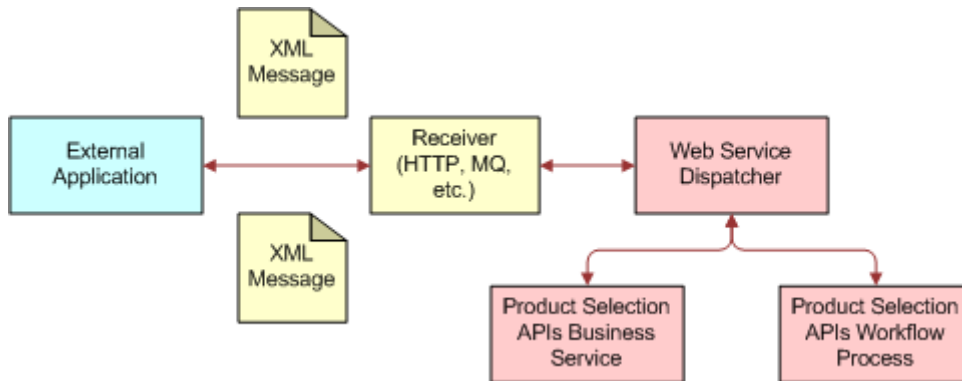 XML
Message
External
Application
Receiver
(HTTP, MQ,
etc.)
Web Service
Dispatcher
XML
Message
Product Selection
APIs Business
Service
Product Selection
APIs Workflow
Process